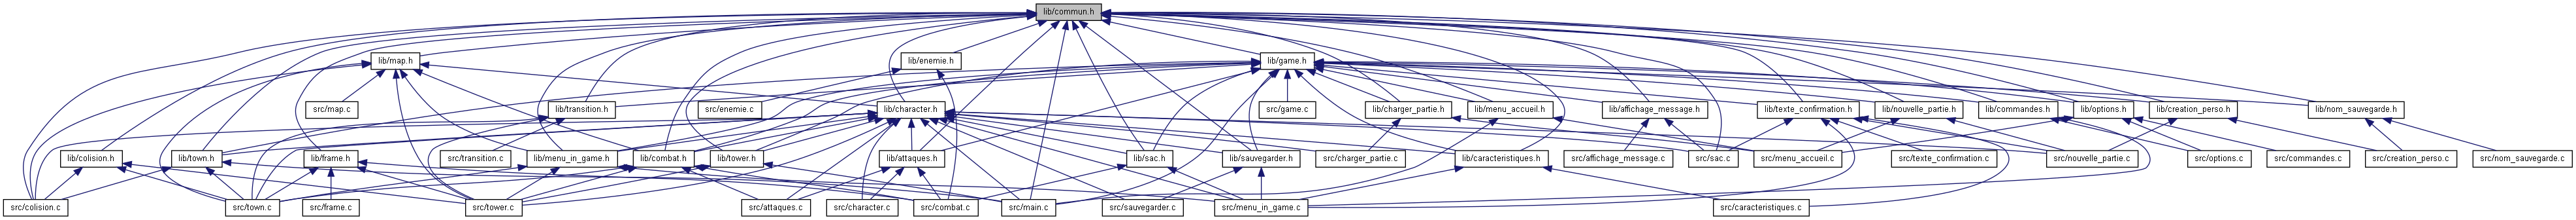 lib/commun.h
lib/map.h
lib/enemie.h
lib/game.h
src/map.c
lib/transition.h
src/enemie.c
lib/character.h
src/game.c
lib/charger_partie.h
lib/menu_accueil.h
lib/affichage_message.h
lib/texte_confirmation.h
lib/nouvelle_partie.h
lib/commandes.h
lib/options.h
lib/creation_perso.h
lib/nom_sauvegarde.h
lib/colision.h
lib/town.h
lib/frame.h
src/transition.c
lib/menu_in_game.h
lib/combat.h
lib/tower.h
lib/attaques.h
lib/sac.h
lib/sauvegarder.h
src/charger_partie.c
lib/caracteristiques.h
src/affichage_message.c
src/sac.c
src/menu_accueil.c
src/texte_confirmation.c
src/nouvelle_partie.c
src/options.c
src/commandes.c
src/creation_perso.c
src/nom_sauvegarde.c
src/colision.c
src/town.c
src/frame.c
src/tower.c
src/attaques.c
src/character.c
src/combat.c
src/main.c
src/sauvegarder.c
src/menu_in_game.c
src/caracteristiques.c